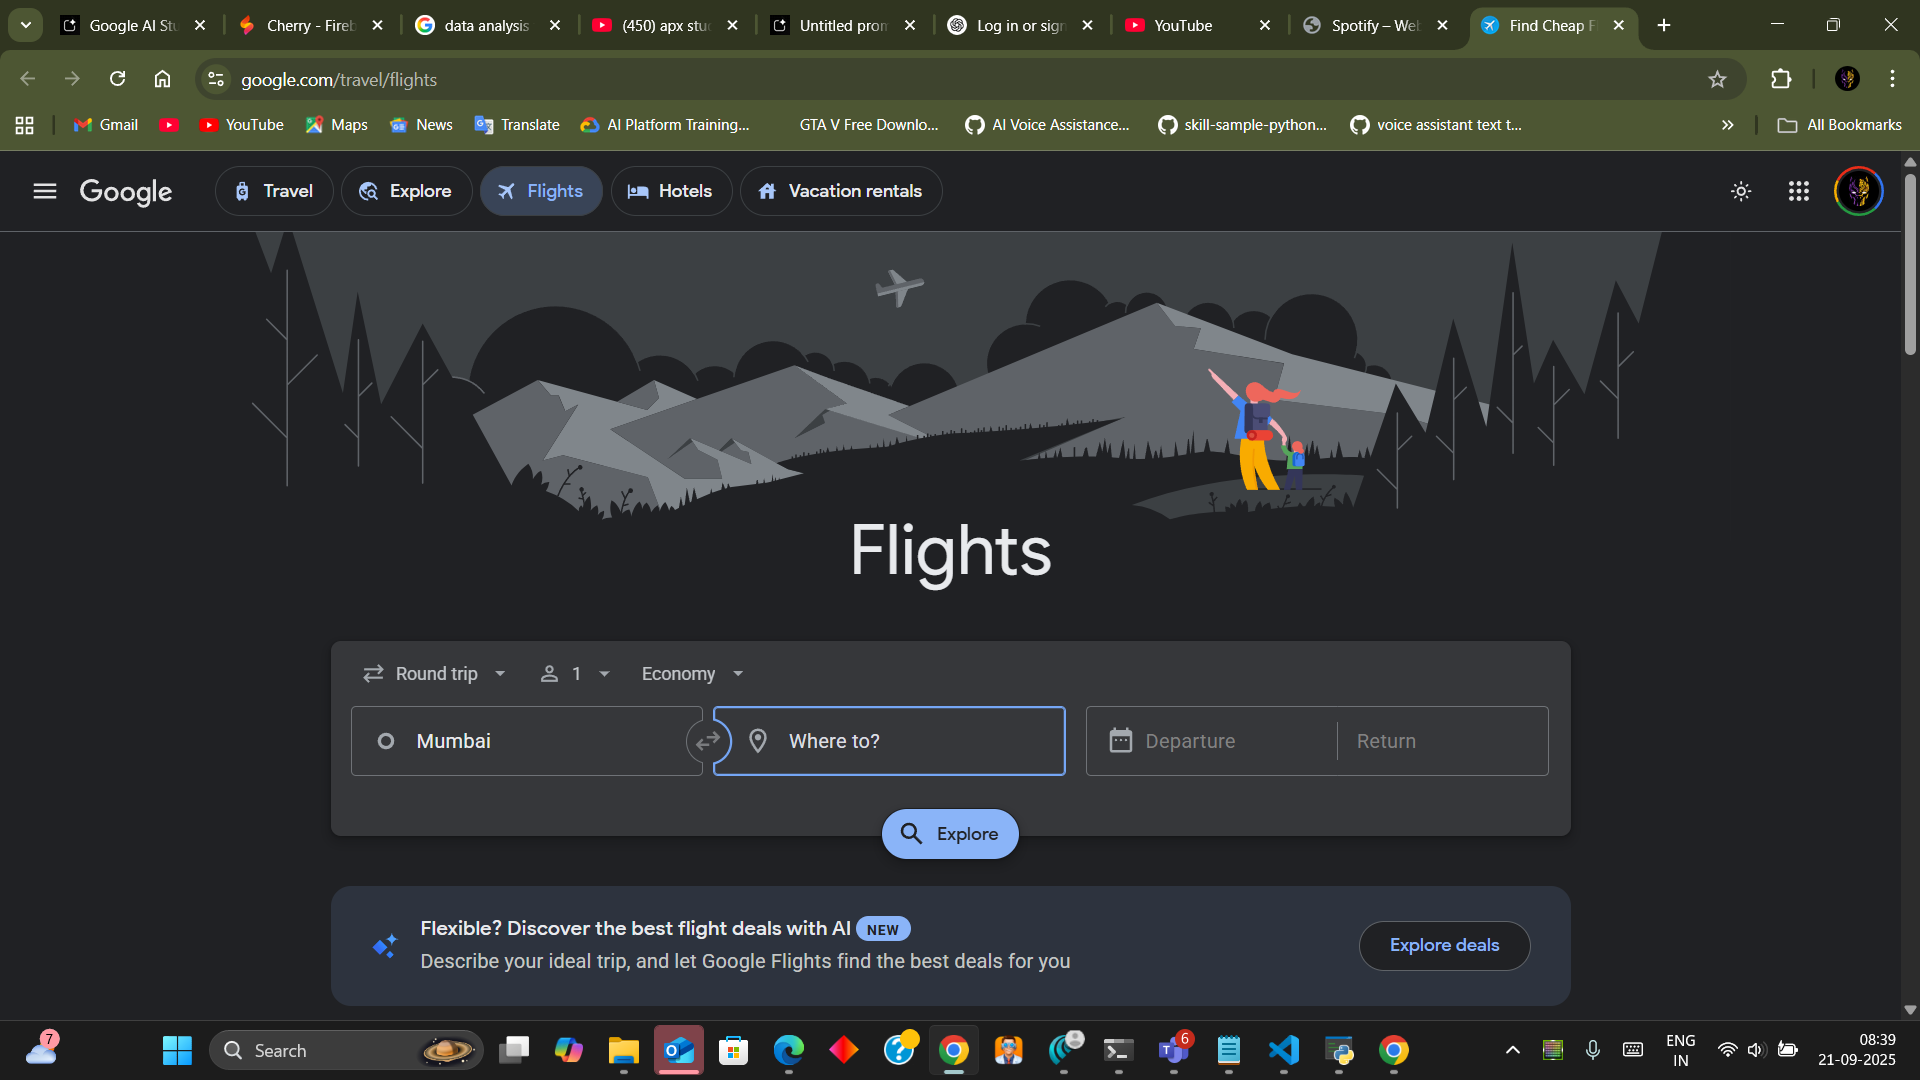 Google AI Stu
Cherry - Fireb
data analysis
(450) apx stud
Untitled prom
Log in or sign
YouTube
Spotify – Web
Find Cheap F
google.com/travel/flights
Gmail
YouTube
Maps
News
Translate
AI Platform Training...
GTA V Free Downlo...
AI Voice Assistance...
skill-sample-python...
voice assistant text t...
All Bookmarks
Google
Travel
Explore
Flights
Hotels
Vacation rentals
Flights
Round trip
1
Economy
Mumbai
Where to?
Departure
Return
Explore
Flexible? Discover the best flight deals with AI NEW
Describe your ideal trip, and let Google Flights find the best deals for you
Explore deals
7
Search
6
ENG
IN
08:39
21-09-2025